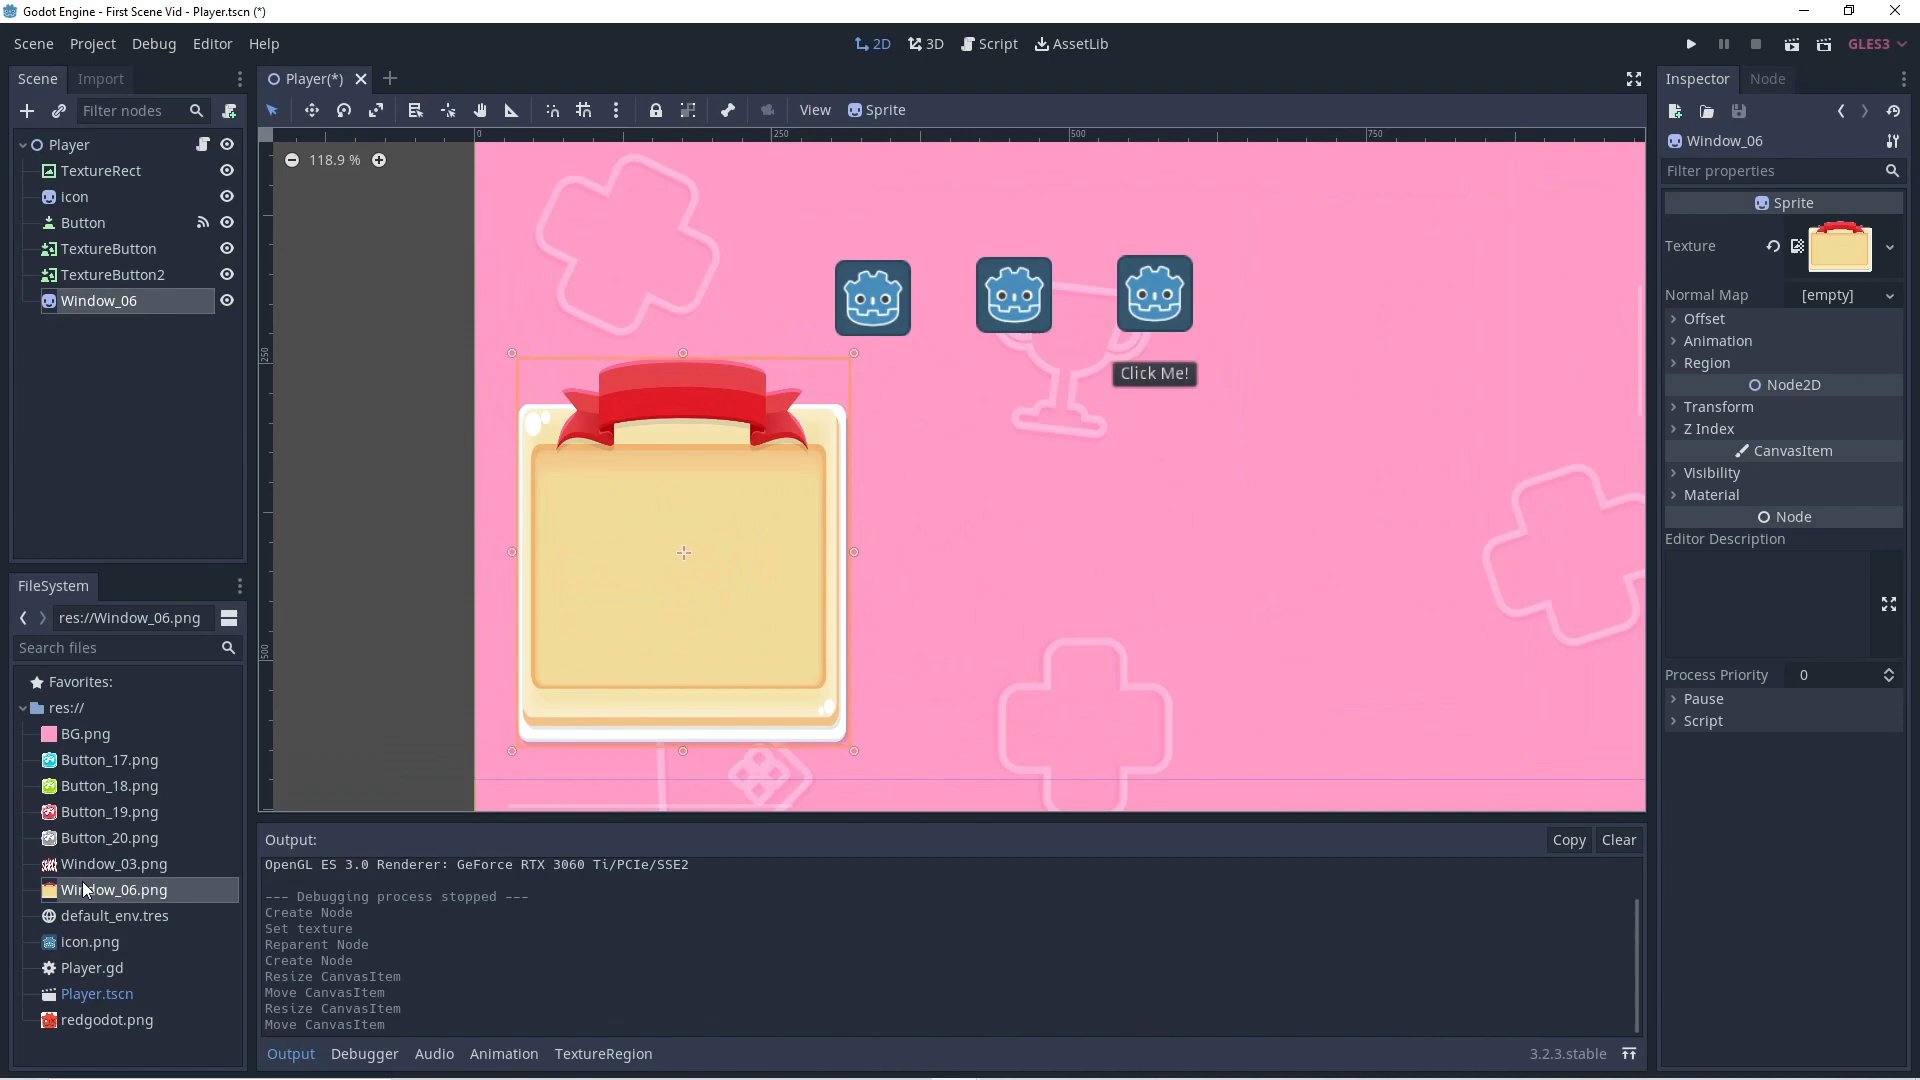 Godot Engine - First Scene Vid - Player.tscn (*)
Scene Project Debug Editor Help
2D 3D Script AssetLib
GLES3
Scene Import
Filter nodes
Player
TextureRect
icon
Button
TextureButton
TextureButton2
Window_06
Player(*)
View Sprite
0 250 500 750
118.9 %
250
500
Click Me!
FileSystem
res://Window_06.png
Search files
Favorites:
res://
BG.png
Button_17.png
Button_18.png
Button_19.png
Button_20.png
Window_03.png
Window_06.png
default_env.tres
icon.png
Player.gd
Player.tscn
redgodot.png
Output:
Copy Clear
OpenGL ES 3.0 Renderer: GeForce RTX 3060 Ti/PCIe/SSE2
--- Debugging process stopped ---
Create Node
Set texture
Reparent Node
Create Node
Resize CanvasItem
Move CanvasItem
Resize CanvasItem
Move CanvasItem
Output Debugger Audio Animation TextureRegion
3.2.3.stable
Inspector Node
Window_06
Filter properties
Sprite
Texture
Normal Map [empty]
Offset
Animation
Region
Node2D
Transform
Z Index
CanvasItem
Visibility
Material
Node
Editor Description
Process Priority 0
Pause
Script